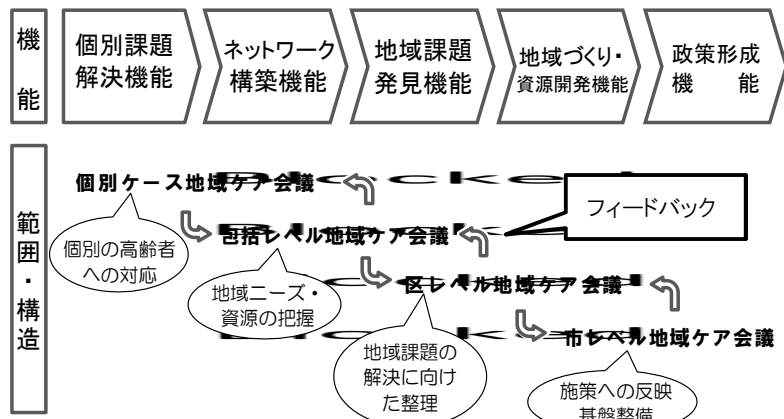 機能
個別課題
解決機能
ネットワーク
構築機能
地域課題
発見機能
地域づくり・
資源開発機能
政策形成
機　能
範囲・構造
個別ケース地域ケア会議
個別の高齢者
への対応
フィードバック
包括レベル地域ケア会議
地域ニーズ・
資源の把握
区レベル地域ケア会議
地域課題の
解決に向け
た整理
市レベル地域ケア会議
施策への反映
基盤整備